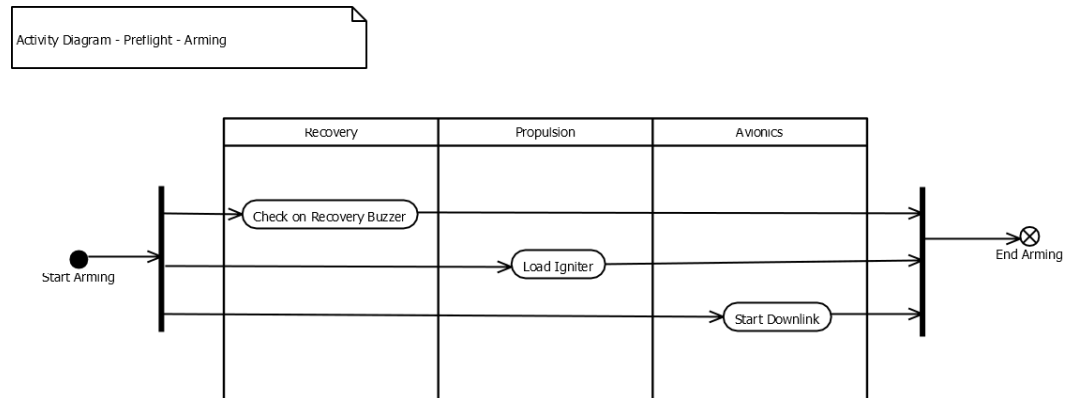 Activity Diagram - Preflight - Arming
Recovery
Propulsion
Avionics
Check on Recovery Buzzer
Load Igniter
Start Downlink
Start Arming
End Arming